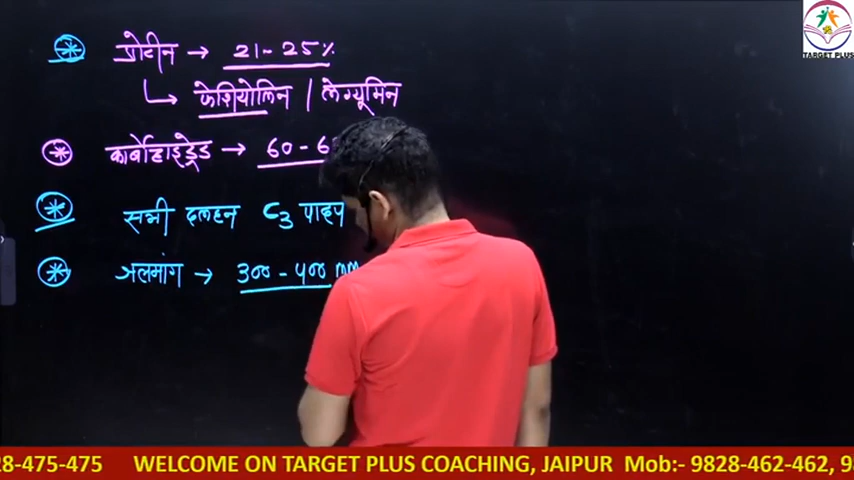 प्रोटीन → 21-25%
↳ फेशियोलिन / लेग्यूमिन
कार्बोहाइड्रेड → 60-6
सभी दलहन C3 पादप
जलमांग → 300-400 mm
TARGET PLUS
28-475-475 WELCOME ON TARGET PLUS COACHING, JAIPUR Mob:- 9828-462-462, 9